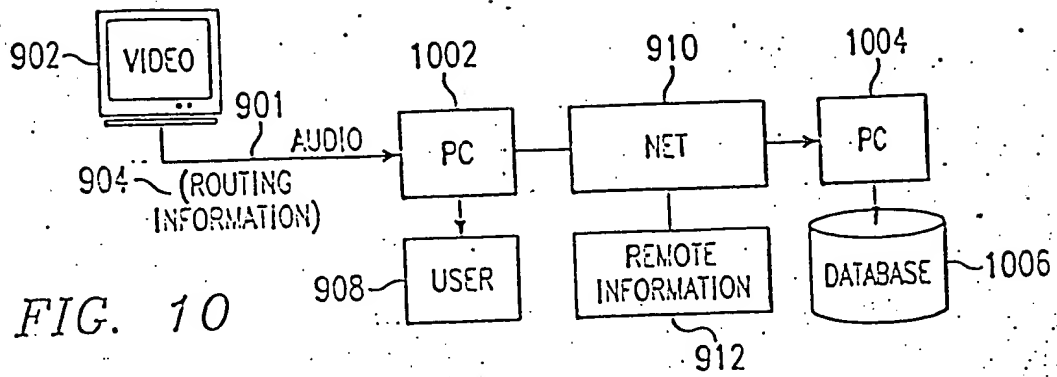 902
VIDEO
901
AUDIO
904
(ROUTING
INFORMATION)
1002
PC
908
USER
910
NET
REMOTE
INFORMATION
912
1004
PC
DATABASE
1006
FIG. 10